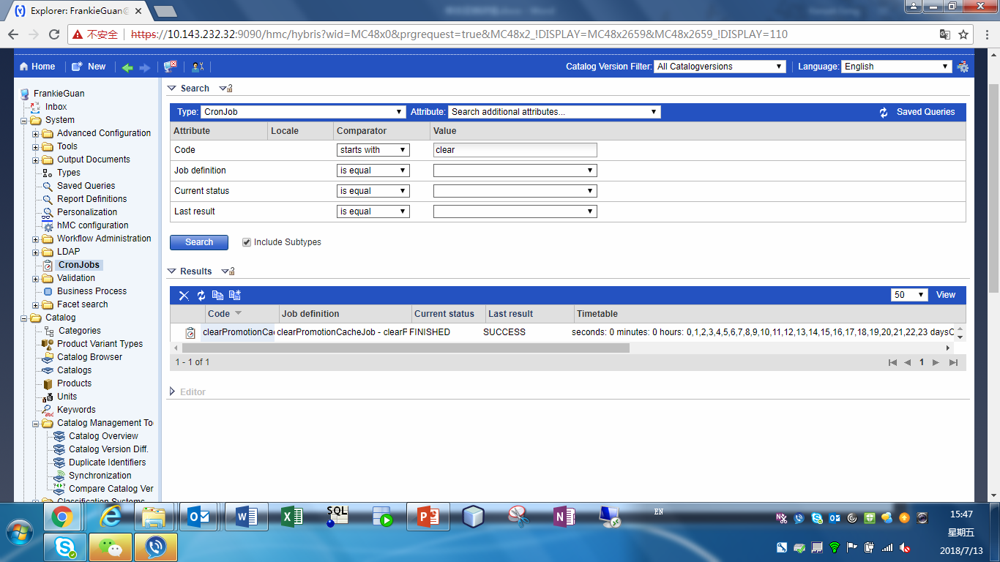 Explorer: FrankieGuan@
不安全 https://10.143.232.32:9090/hmc/hybris?wid=MC48x0&prgrequest=true&MC48x2_!DISPLAY=MC48x2659&MC48x2659_!DISPLAY=110
Home New Catalog Version Filter: All Catalogversions Language: English
FrankieGuan
Inbox
System
Advanced Configuration
Tools
Output Documents
Types
Saved Queries
Report Definitions
Personalization
hMC configuration
Workflow Administration
LDAP
CronJobs
Validation
Business Process
Facet search
Catalog
Categories
Product Variant Types
Catalog Browser
Catalogs
Products
Units
Keywords
Catalog Management To
Catalog Overview
Catalog Version Diff.
Duplicate Identifiers
Synchronization
Compare Catalog Ver
Classification Systems
Search
Type: CronJob Attribute: Search additional attributes... Saved Queries
Attribute Locale Comparator Value
Code starts with clear
Job definition is equal
Current status is equal
Last result is equal
Search Include Subtypes
Results
50 View
Code Job definition Current status Last result Timetable
clearPromotionCac clearPromotionCacheJob - clearF FINISHED SUCCESS seconds: 0 minutes: 0 hours: 0,1,2,3,4,5,6,7,8,9,10,11,12,13,14,15,16,17,18,19,20,21,22,23 daysO
1 - 1 of 1 1
Editor
SQL
EN
15:47
星期五
2018/7/13